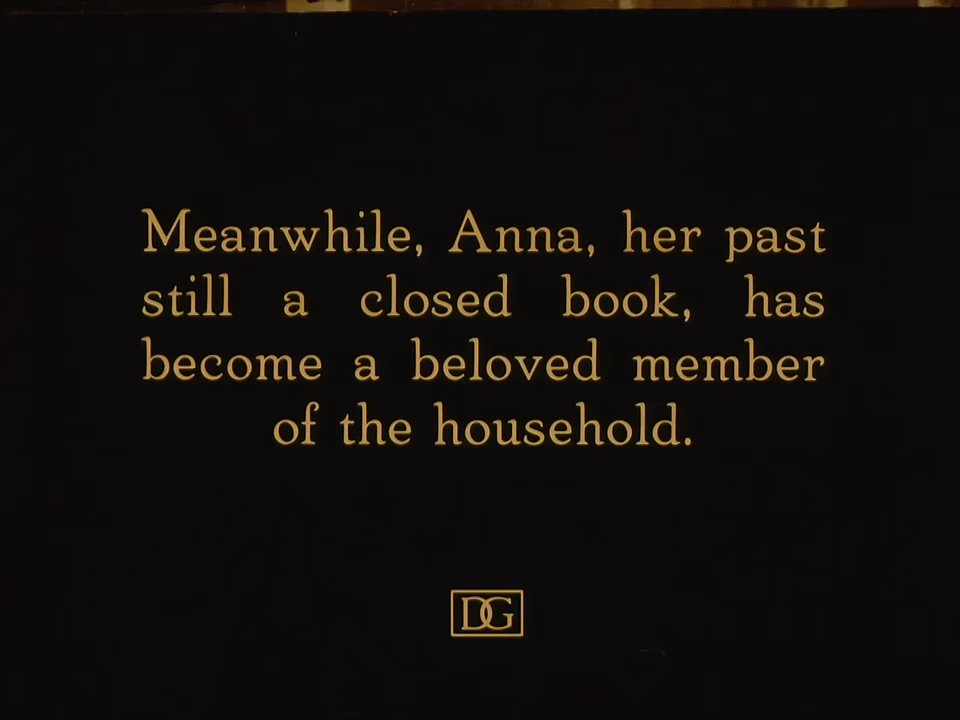 Meanwhile, Anna, her past
still a closed book, has
become a beloved member
of the household.
DG